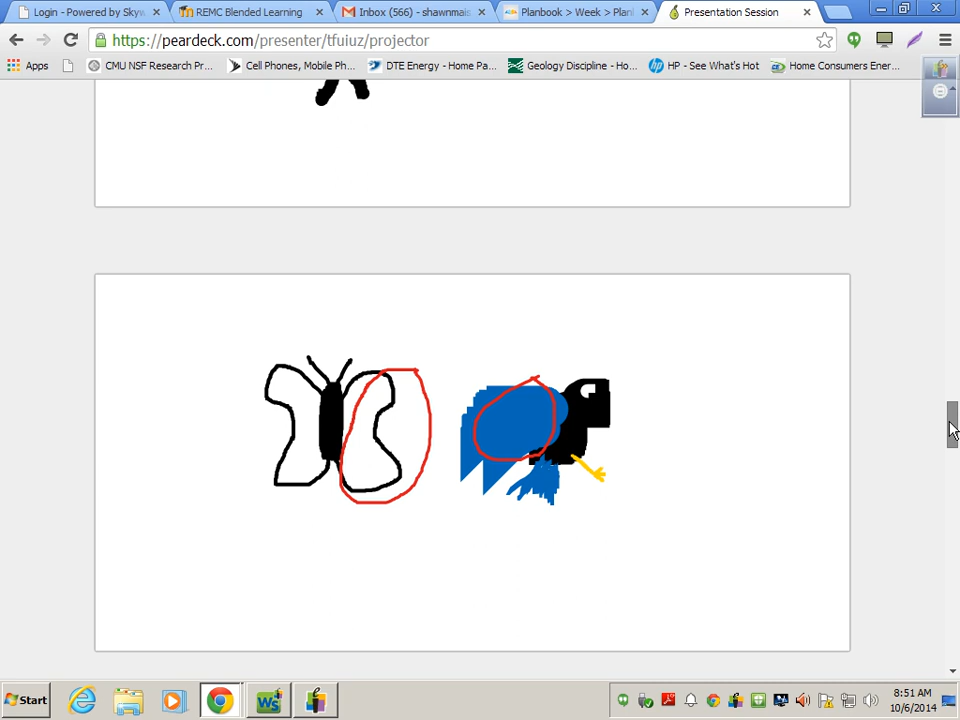 Login - Powered by Skyw
REMC Blended Learning
Inbox (566) - shawnmais
Planbook > Week > Plan
Presentation Session
https://peardeck.com/presenter/tfuiuz/projector
Apps
CMU NSF Research Pr...
Cell Phones, Mobile Ph...
DTE Energy - Home Pa...
Geology Discipline - Ho...
HP - See What's Hot
Home Consumers Ener...
Start
8:51 AM
10/6/2014